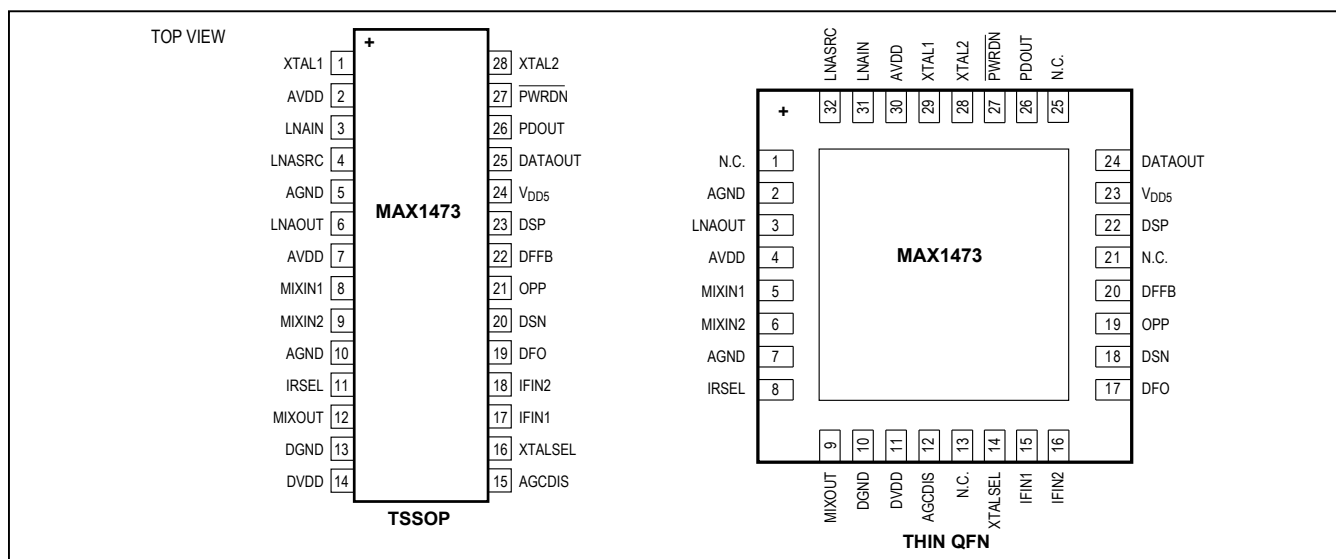 TOP VIEW
+
MAX1473
XTAL1 1
AVDD 2
LNAIN 3
LNASRC 4
AGND 5
LNAOUT 6
AVDD 7
MIXIN1 8
MIXIN2 9
AGND 10
IRSEL 11
MIXOUT 12
DGND 13
DVDD 14
28 XTAL2
27 PWRDN
26 PDOUT
25 DATAOUT
24 VDD5
23 DSP
22 DFFB
21 OPP
20 DSN
19 DFO
18 IFIN2
17 IFIN1
16 XTALSEL
15 AGCDIS
TSSOP
LNASRC 32
LNAIN 31
AVDD 30
XTAL1 29
XTAL2 28
PWRDN 27
PDOUT 26
N.C. 25
+
MAX1473
N.C. 1
AGND 2
LNAOUT 3
AVDD 4
MIXIN1 5
MIXIN2 6
AGND 7
IRSEL 8
24 DATAOUT
23 VDD5
22 DSP
21 N.C.
20 DFFB
19 OPP
18 DSN
17 DFO
MIXOUT 9
DGND 10
DVDD 11
AGCDIS 12
N.C. 13
XTALSEL 14
IFIN1 15
IFIN2 16
THIN QFN